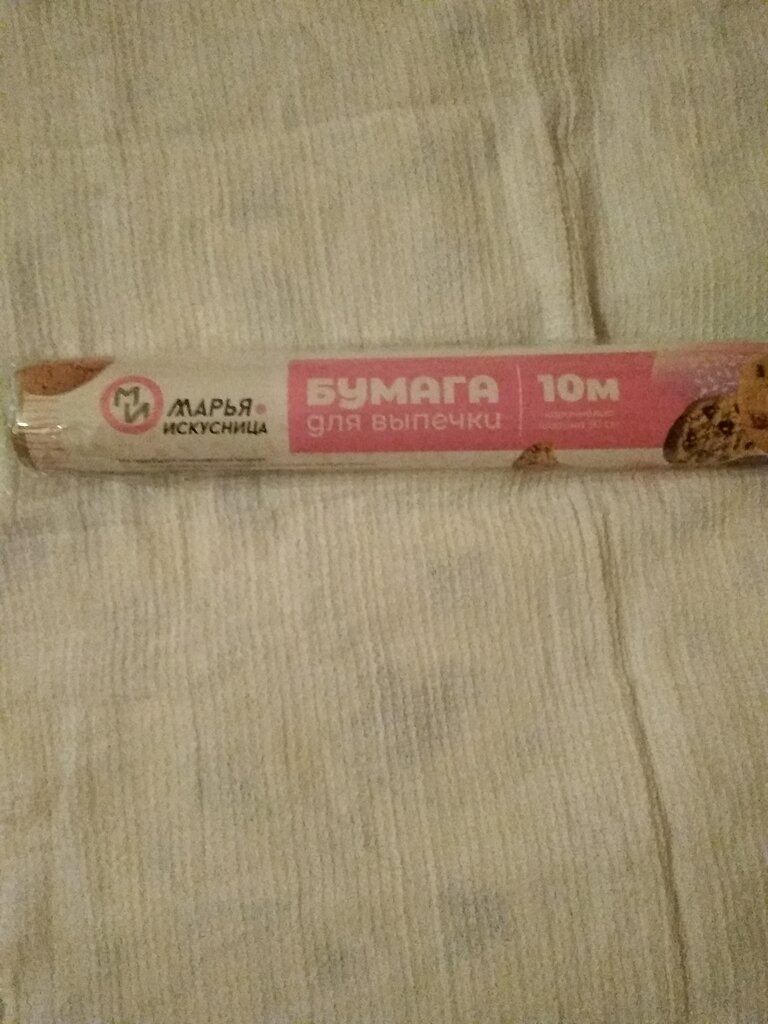 МИ
МАРЬЯ
ИСКУСНИЦА
БУМАГА
для выпечки
10м